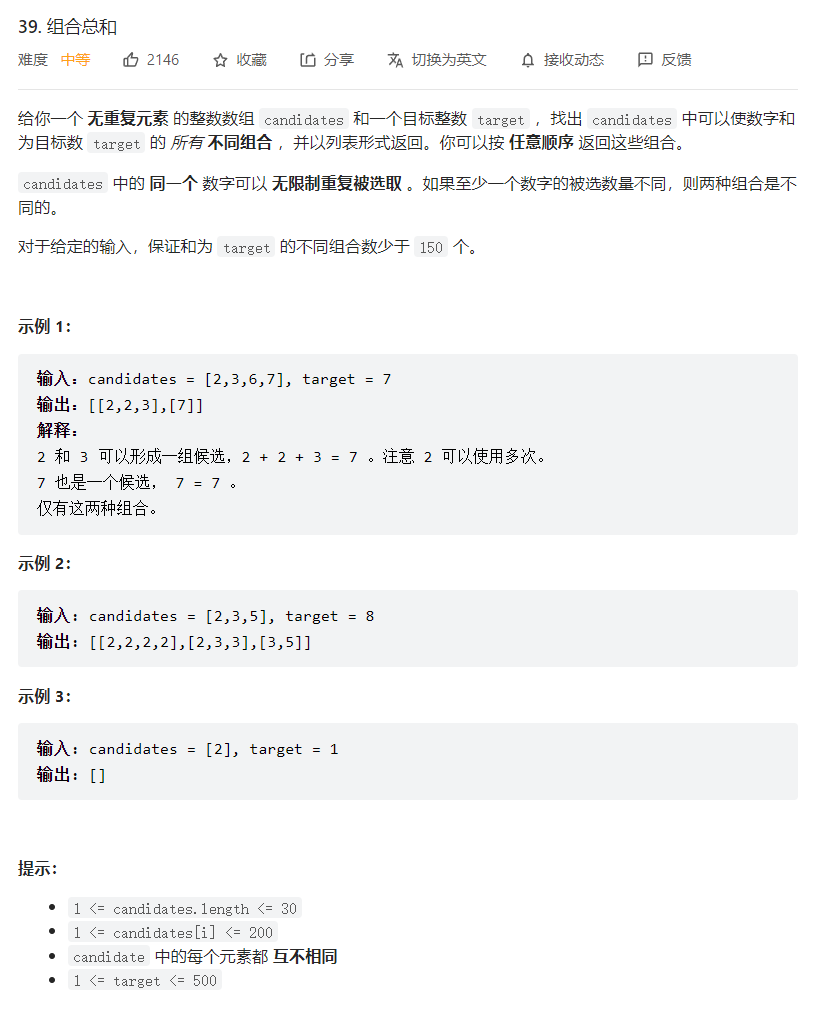 39. 组合总和
难度 中等 2146 收藏 分享 切换为英文 接收动态 反馈
给你一个 无重复元素 的整数数组 candidates 和一个目标整数 target ，找出 candidates 中可以使数字和
为目标数 target 的 所有 不同组合 ，并以列表形式返回。你可以按 任意顺序 返回这些组合。
candidates 中的 同一个 数字可以 无限制重复被选取 。如果至少一个数字的被选数量不同，则两种组合是不
同的。
对于给定的输入，保证和为 target 的不同组合数少于 150 个。
示例 1：
输入：candidates = [2,3,6,7], target = 7
输出：[[2,2,3],[7]]
解释：
2 和 3 可以形成一组候选，2 + 2 + 3 = 7 。注意 2 可以使用多次。
7 也是一个候选， 7 = 7 。
仅有这两种组合。
示例 2：
输入：candidates = [2,3,5], target = 8
输出：[[2,2,2,2],[2,3,3],[3,5]]
示例 3：
输入：candidates = [2], target = 1
输出：[]
提示：
1 <= candidates.length <= 30
1 <= candidates[i] <= 200
candidate 中的每个元素都 互不相同
1 <= target <= 500